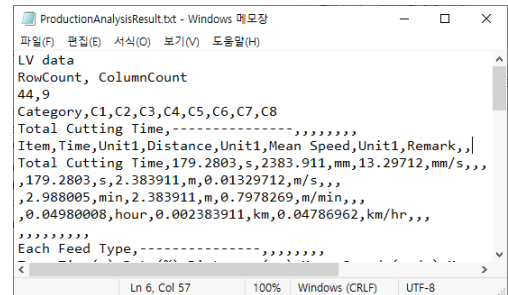 ProductionAnalysisResult.txt - Windows 메모장
파일(F) 편집(E) 서식(O) 보기(V) 도움말(H)
LV data
RowCount, ColumnCount
44,9
Category,C1,C2,C3,C4,C5,C6,C7,C8
Total Cutting Time,---------------,,,,,,,,
Item,Time,Unit1,Distance,Unit1,Mean Speed,Unit1,Remark,,
Total Cutting Time,179.2803,s,2383.911,mm,13.29712,mm/s,,,
,179.2803,s,2.383911,m,0.01329712,m/s,,,
,2.988005,min,2.383911,m,0.7978269,m/min,,,
,0.04980008,hour,0.002383911,km,0.04786962,km/hr,,,
,,,,,,,,,
Each Feed Type,---------------,,,,,,,,
Ln 6, Col 57 100% Windows (CRLF) UTF-8